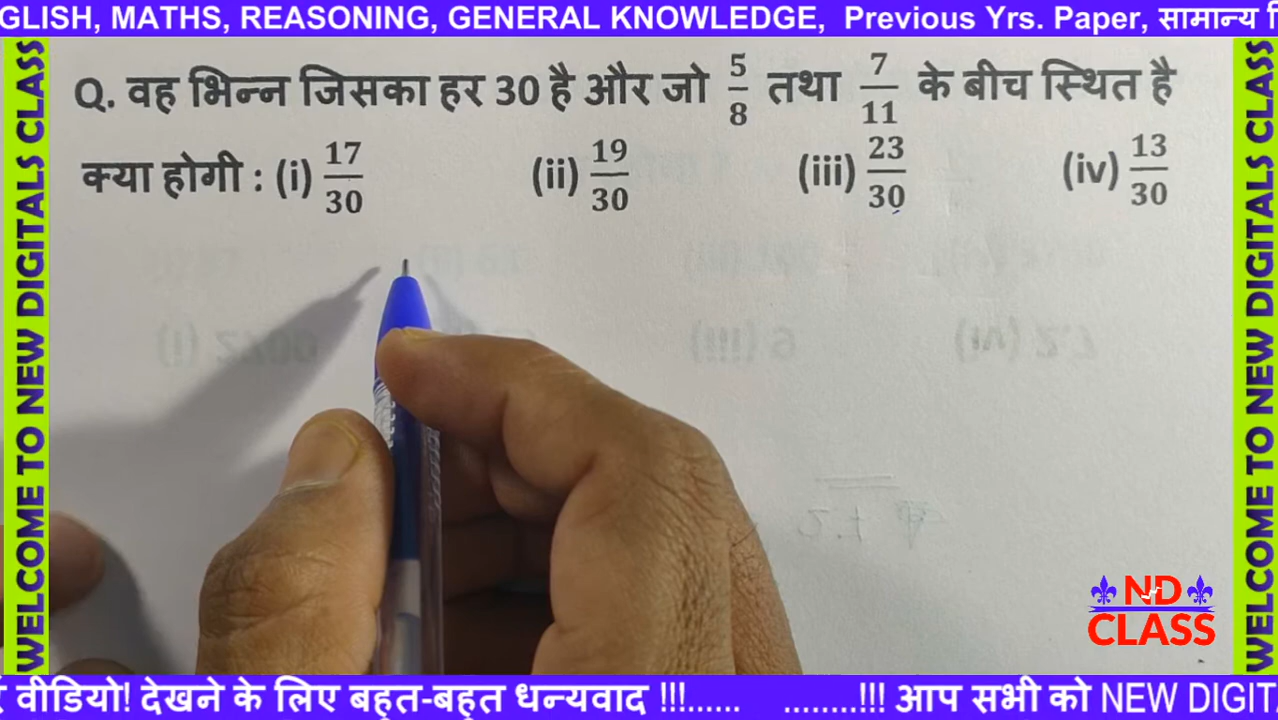 GLISH, MATHS, REASONING, GENERAL KNOWLEDGE, Previous Yrs. Paper, सामान्य
WELCOME TO NEW DIGITALS CLASS
Q. वह भिन्न जिसका हर 30 है और जो 5/8 तथा 7/11 के बीच स्थित है
क्या होगी : (i) 17/30 (ii) 19/30 (iii) 23/30 (iv) 13/30
WELCOME TO NEW DIGITALS CLASS
ND
CLASS
वीडियो! देखने के लिए बहुत-बहुत धन्यवाद !!!...... ........!!! आप सभी को NEW DIGIT